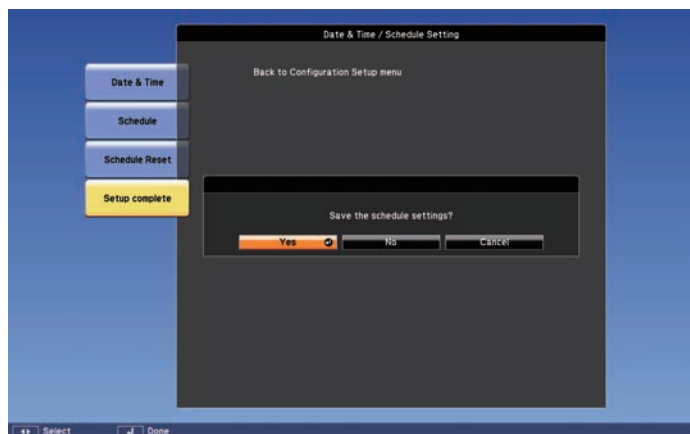 Date & Time / Schedule Setting
Back to Configuration Setup menu
Date & Time
Schedule
Schedule Reset
Setup complete
Save the schedule settings?
Yes No Cancel
Select Done